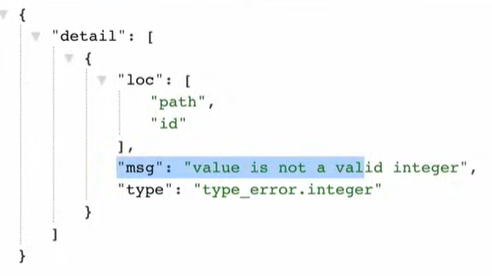 {
"detail": [
{
"loc": [
"path",
"id"
],
"msg": "value is not a valid integer",
"type": "type_error.integer"
}
]
}